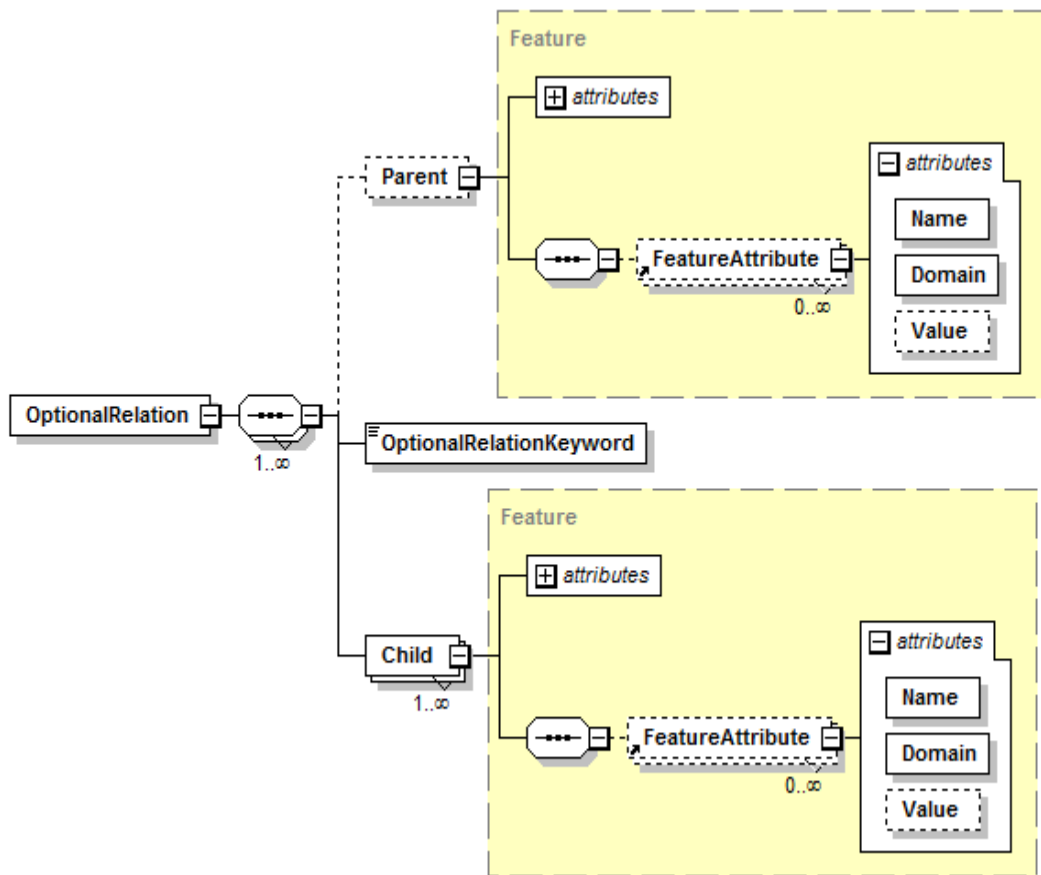 Feature
attributes
Parent
attributes
Name
FeatureAttribute
Domain
0..∞
Value
OptionalRelation
OptionalRelationKeyword
1..∞
Feature
attributes
attributes
Child
Name
1..∞
FeatureAttribute
Domain
0..∞
Value